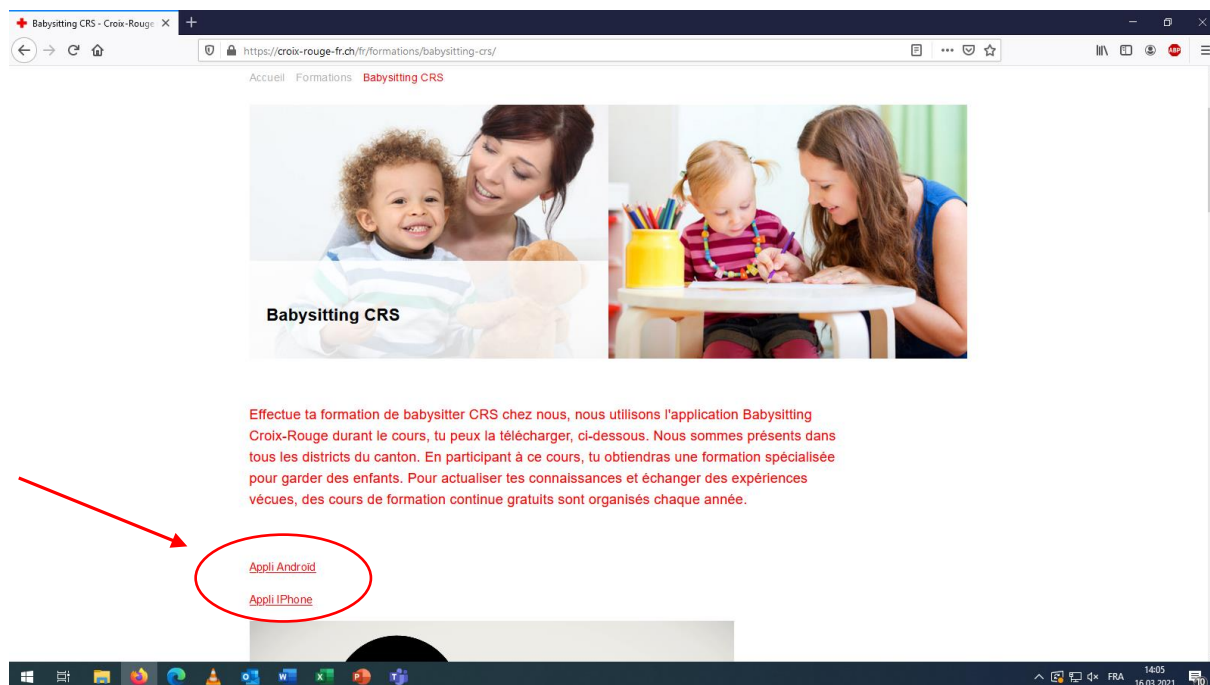 Babysitting CRS - Croix-Rouge
https://croix-rouge-fr.ch/fr/formations/babysitting-crs/
ABP
Accueil Formations Babysitting CRS
Babysitting CRS
Effectue ta formation de babysitter CRS chez nous, nous utilisons l'application Babysitting
Croix-Rouge durant le cours, tu peux la télécharger, ci-dessous. Nous sommes présents dans
tous les districts du canton. En participant à ce cours, tu obtiendras une formation spécialisée
pour garder des enfants. Pour actualiser tes connaissances et échanger des expériences
vécues, des cours de formation continue gratuits sont organisés chaque année.
Appli Androïd
Appli IPhone
FRA
14:05
16.03.2021